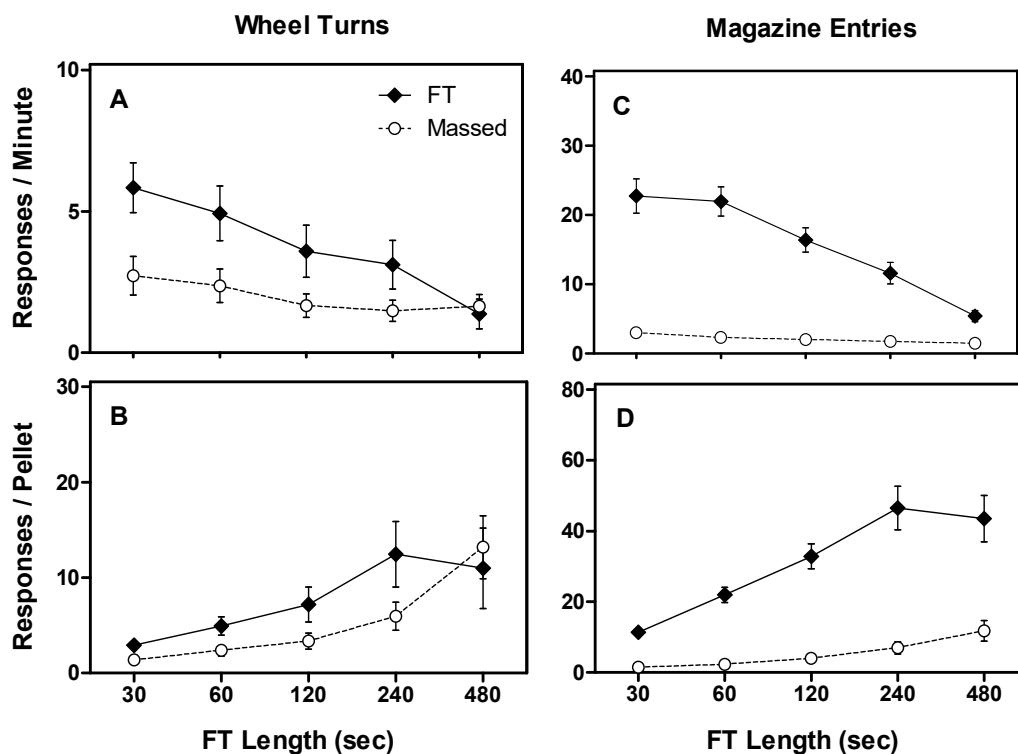 Wheel Turns
Magazine Entries
Responses / Minute
10
5
0
A
FT
Massed
40
30
20
10
0
C
Responses / Pellet
30
20
10
0
B
30 60 120 240 480
FT Length (sec)
80
60
40
20
0
D
30 60 120 240 480
FT Length (sec)